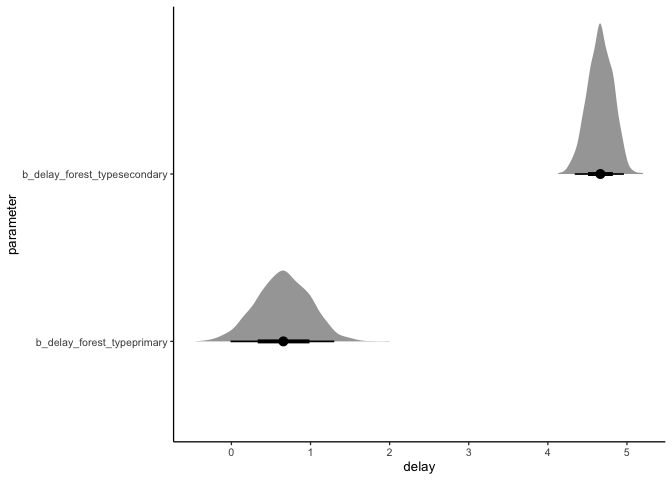 b_delay_forest_typesecondary
parameter
b_delay_forest_typeprimary
0 1 2 3 4 5
delay